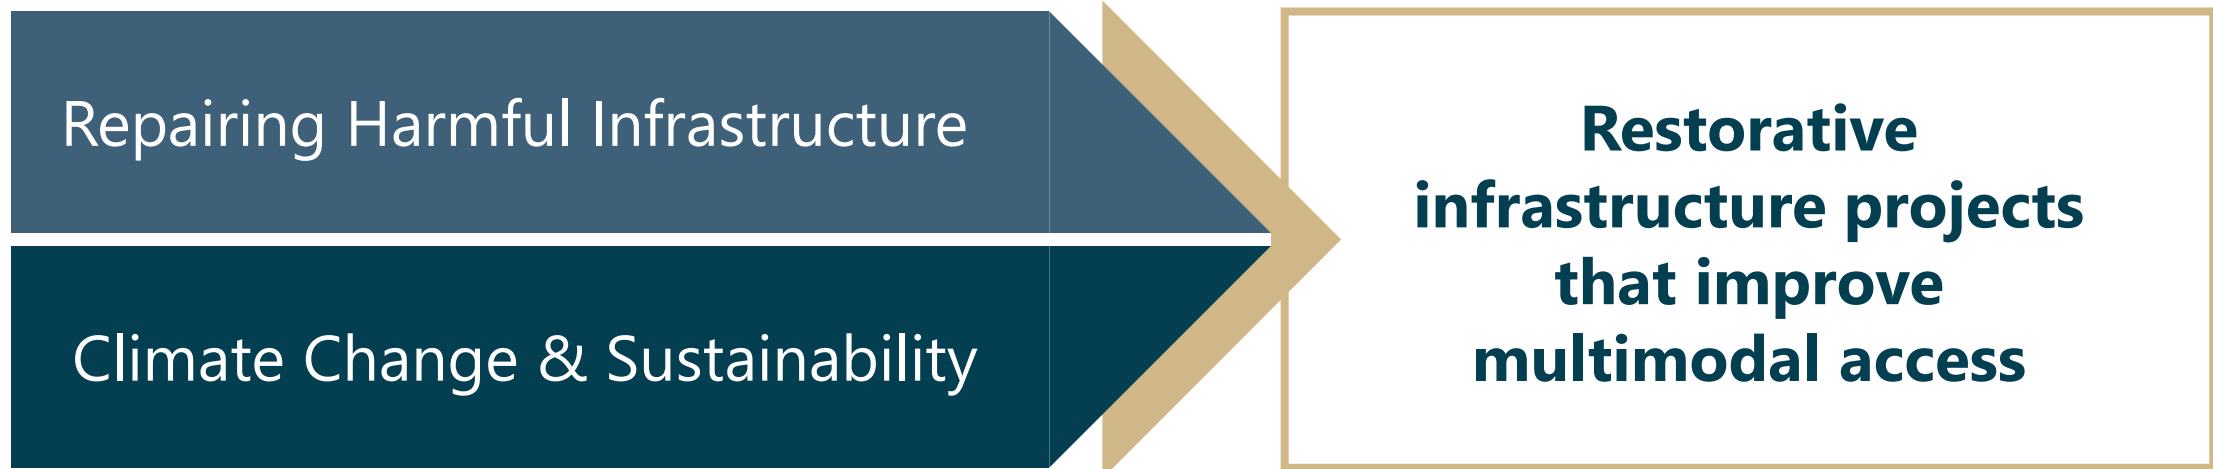 Repairing Harmful Infrastructure
Climate Change & Sustainability
Restorative
infrastructure projects
that improve
multimodal access